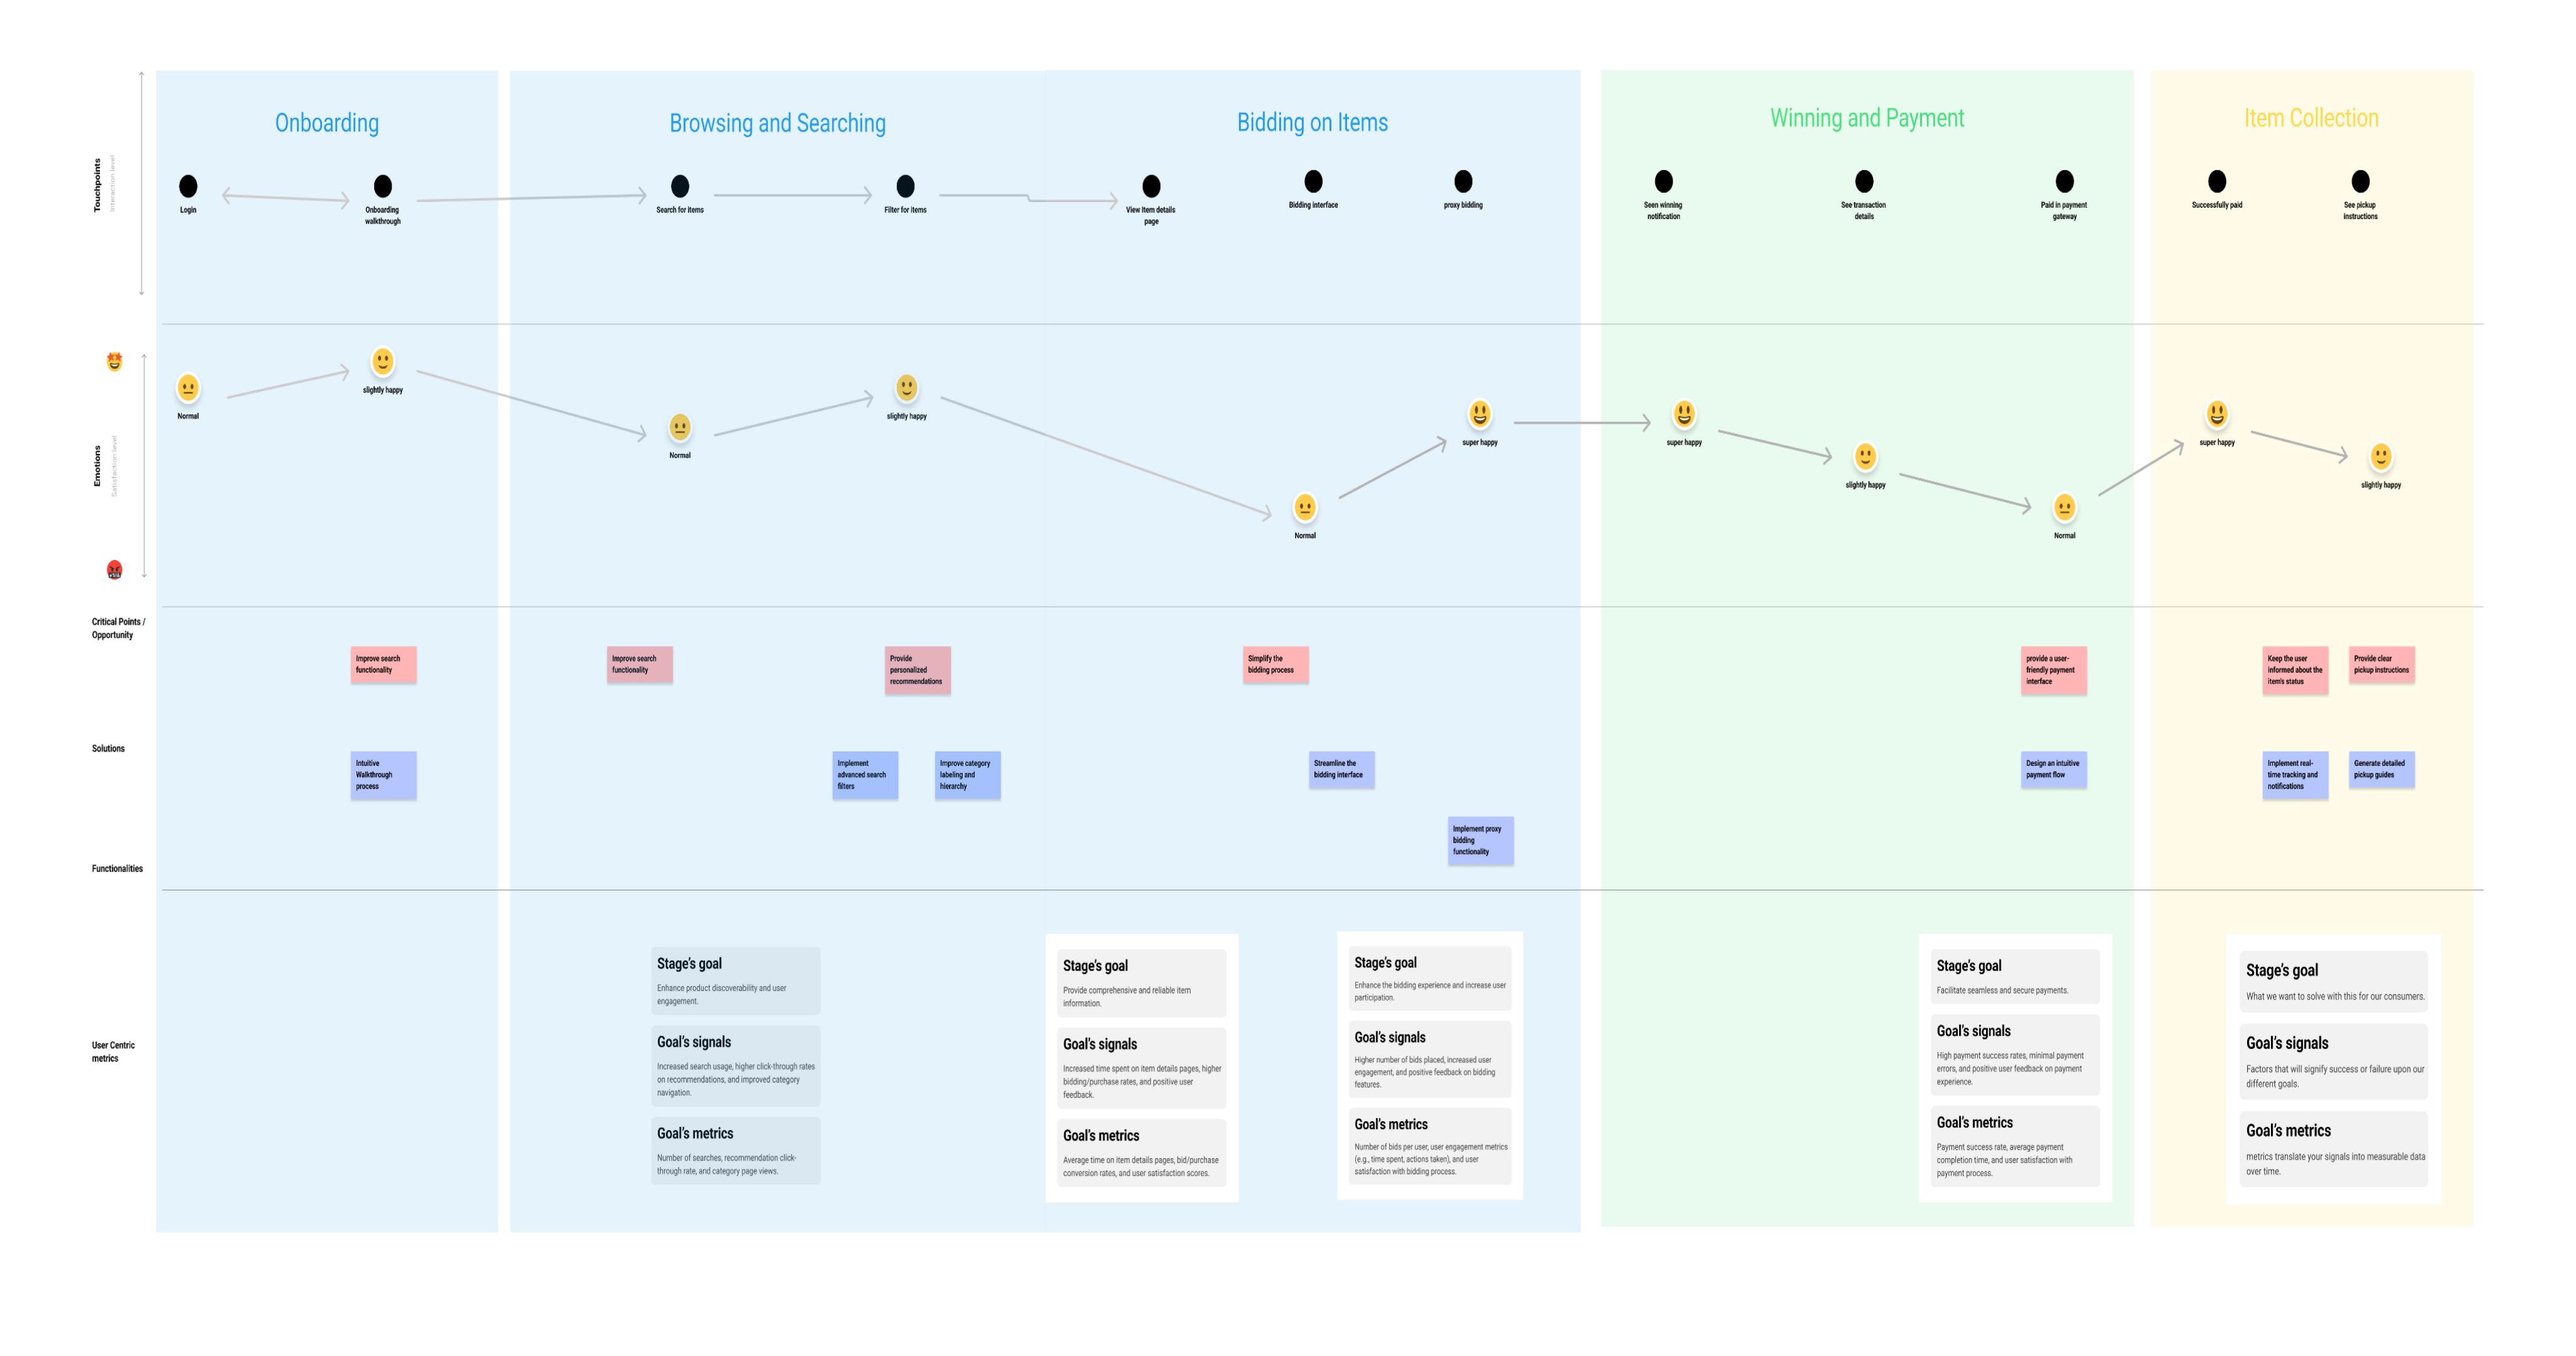 Onboarding
Browsing and Searching
Bidding on Items
Winning and Payment
Item Collection
Touchpoints
Interaction level
Login
Onboarding
walkthrough
Search for items
Filter for items
View Item details
page
Bidding interface
proxy bidding
Seen winning
notification
See transaction
details
Paid in payment
gateway
Successfully paid
See pickup
instructions
Emotions
Satisfaction level
Normal
slightly happy
Normal
slightly happy
Normal
super happy
super happy
slightly happy
Normal
super happy
slightly happy
Critical Points /
Opportunity
Improve search
functionality
Improve search
functionality
Provide
personalized
recommendations
Simplify the
bidding process
provide a user-
friendly payment
interface
Keep the user
informed about the
item's status
Provide clear
pickup instructions
Solutions
Intuitive
Walkthrough
process
Implement
advanced search
filters
Improve category
labeling and
hierarchy
Streamline the
bidding interface
Design an intuitive
payment flow
Implement real-
time tracking and
notifications
Generate detailed
pickup guides
Implement proxy
bidding
functionality
Functionalities
User Centric
metrics
Stage's goal
Enhance product discoverability and user
engagement.
Goal's signals
Increased search usage, higher click-through rates
on recommendations, and improved category
navigation.
Goal's metrics
Number of searches, recommendation click-
through rate, and category page views.
Stage's goal
Provide comprehensive and reliable item
information.
Goal's signals
Increased time spent on item details pages, higher
bidding/purchase rates, and positive user
feedback.
Goal's metrics
Average time on item details pages, bid/purchase
conversion rates, and user satisfaction scores.
Stage's goal
Enhance the bidding experience and increase user
participation.
Goal's signals
Higher number of bids placed, increased user
engagement, and positive feedback on bidding
features.
Goal's metrics
Number of bids per user, user engagement metrics
(e.g., time spent, actions taken), and user
satisfaction with bidding process.
Stage's goal
Facilitate seamless and secure payments.
Goal's signals
High payment success rates, minimal payment
errors, and positive user feedback on payment
experience.
Goal's metrics
Payment success rate, average payment
completion time, and user satisfaction with
payment process.
Stage's goal
What we want to solve with this for our consumers.
Goal's signals
Factors that will signify success or failure upon our
different goals.
Goal's metrics
metrics translate your signals into measurable data
over time.